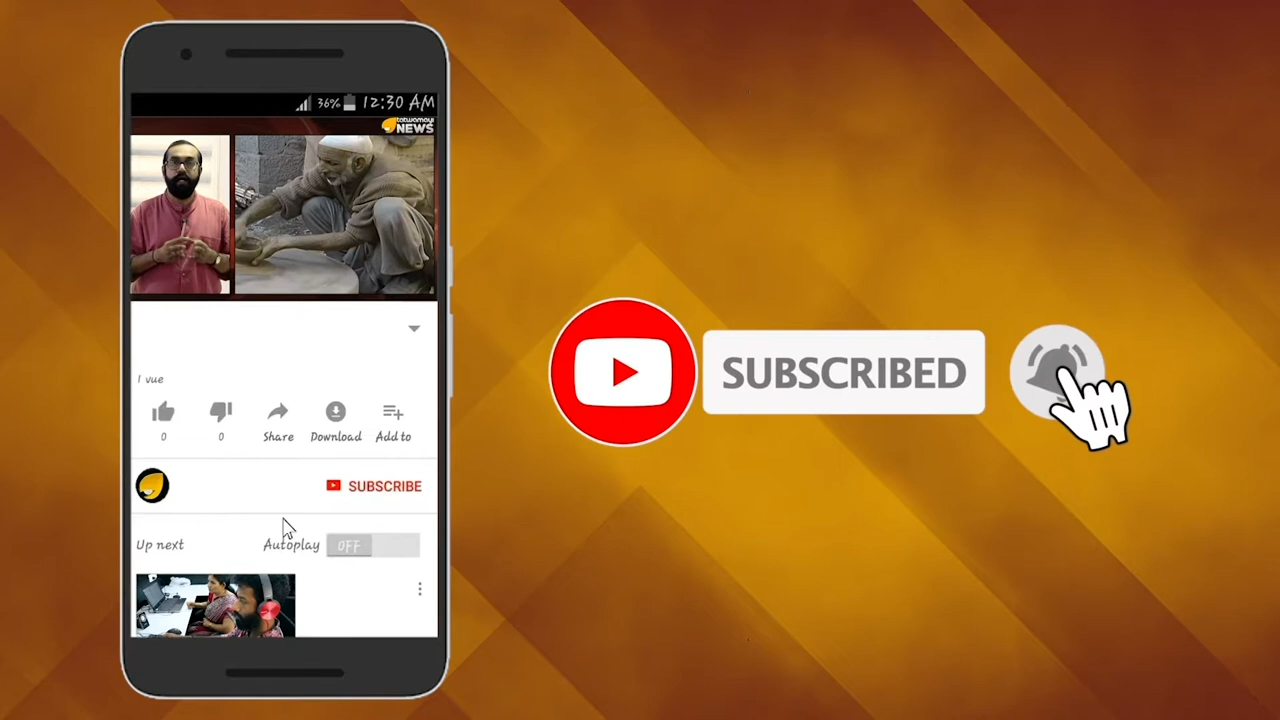 36% 12:30 AM
tatwamayi
NEWS
1 vue
0 0 Share Download Add to
SUBSCRIBE
Up next Autoplay OFF
SUBSCRIBED